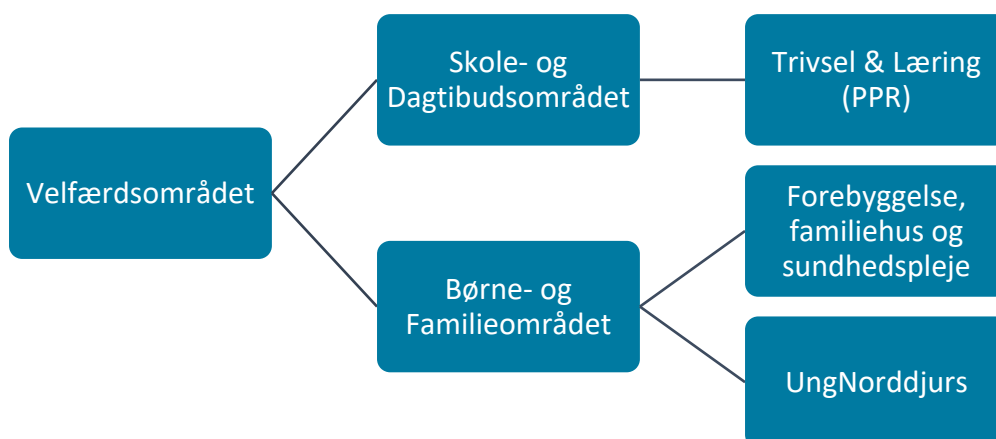 Velfærdsområdet
Skole- og
Dagtibudsområdet
Trivsel & Læring
(PPR)
Børne- og
Familieområdet
Forebyggelse,
familiehus og
sundhedspleje
UngNorddjurs